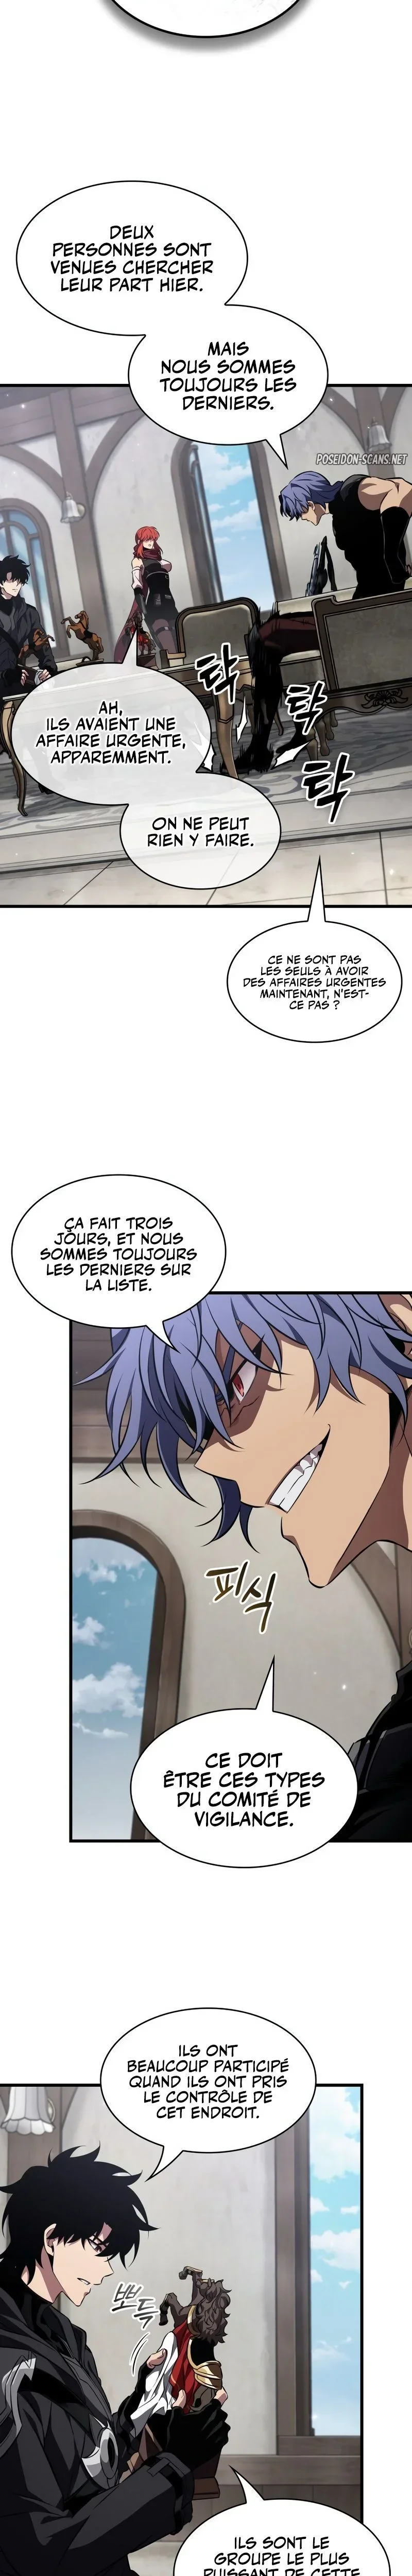 DEUX
PERSONNES SONT
VENUES CHERCHER
LEUR PART HIER.
MAIS
NOUS SOMMES
TOUJOURS LES
DERNIERS.
POSEIDON-SCANS.NET
탁
탁
탁
AH,
ILS AVAIENT UNE
AFFAIRE URGENTE,
APPAREMMENT.
ON NE PEUT
RIEN Y FAIRE.
CE NE SONT PAS
LES SEULS À AVOIR
DES AFFAIRES URGENTES
MAINTENANT, N'EST-
CE PAS ?
ÇA FAIT TROIS
JOURS, ET NOUS
SOMMES TOUJOURS
LES DERNIERS SUR
LA LISTE.
피식
CE DOIT
ÊTRE CES TYPES
DU COMITÉ DE
VIGILANCE.
ILS ONT
BEAUCOUP PARTICIPÉ
QUAND ILS ONT PRIS
LE CONTRÔLE DE
CET ENDROIT.
뽀득
ILS SONT LE
GROUPE LE PLUS
PUISSANT DE CETTE